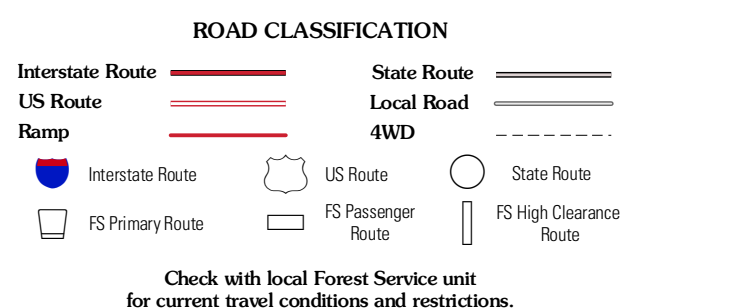 ROAD CLASSIFICATION
Interstate Route
State Route
US Route
Local Road
Ramp
4WD
Interstate Route
US Route
State Route
FS Primary Route
FS Passenger
Route
FS High Clearance
Route
Check with local Forest Service unit
for current travel conditions and restrictions.